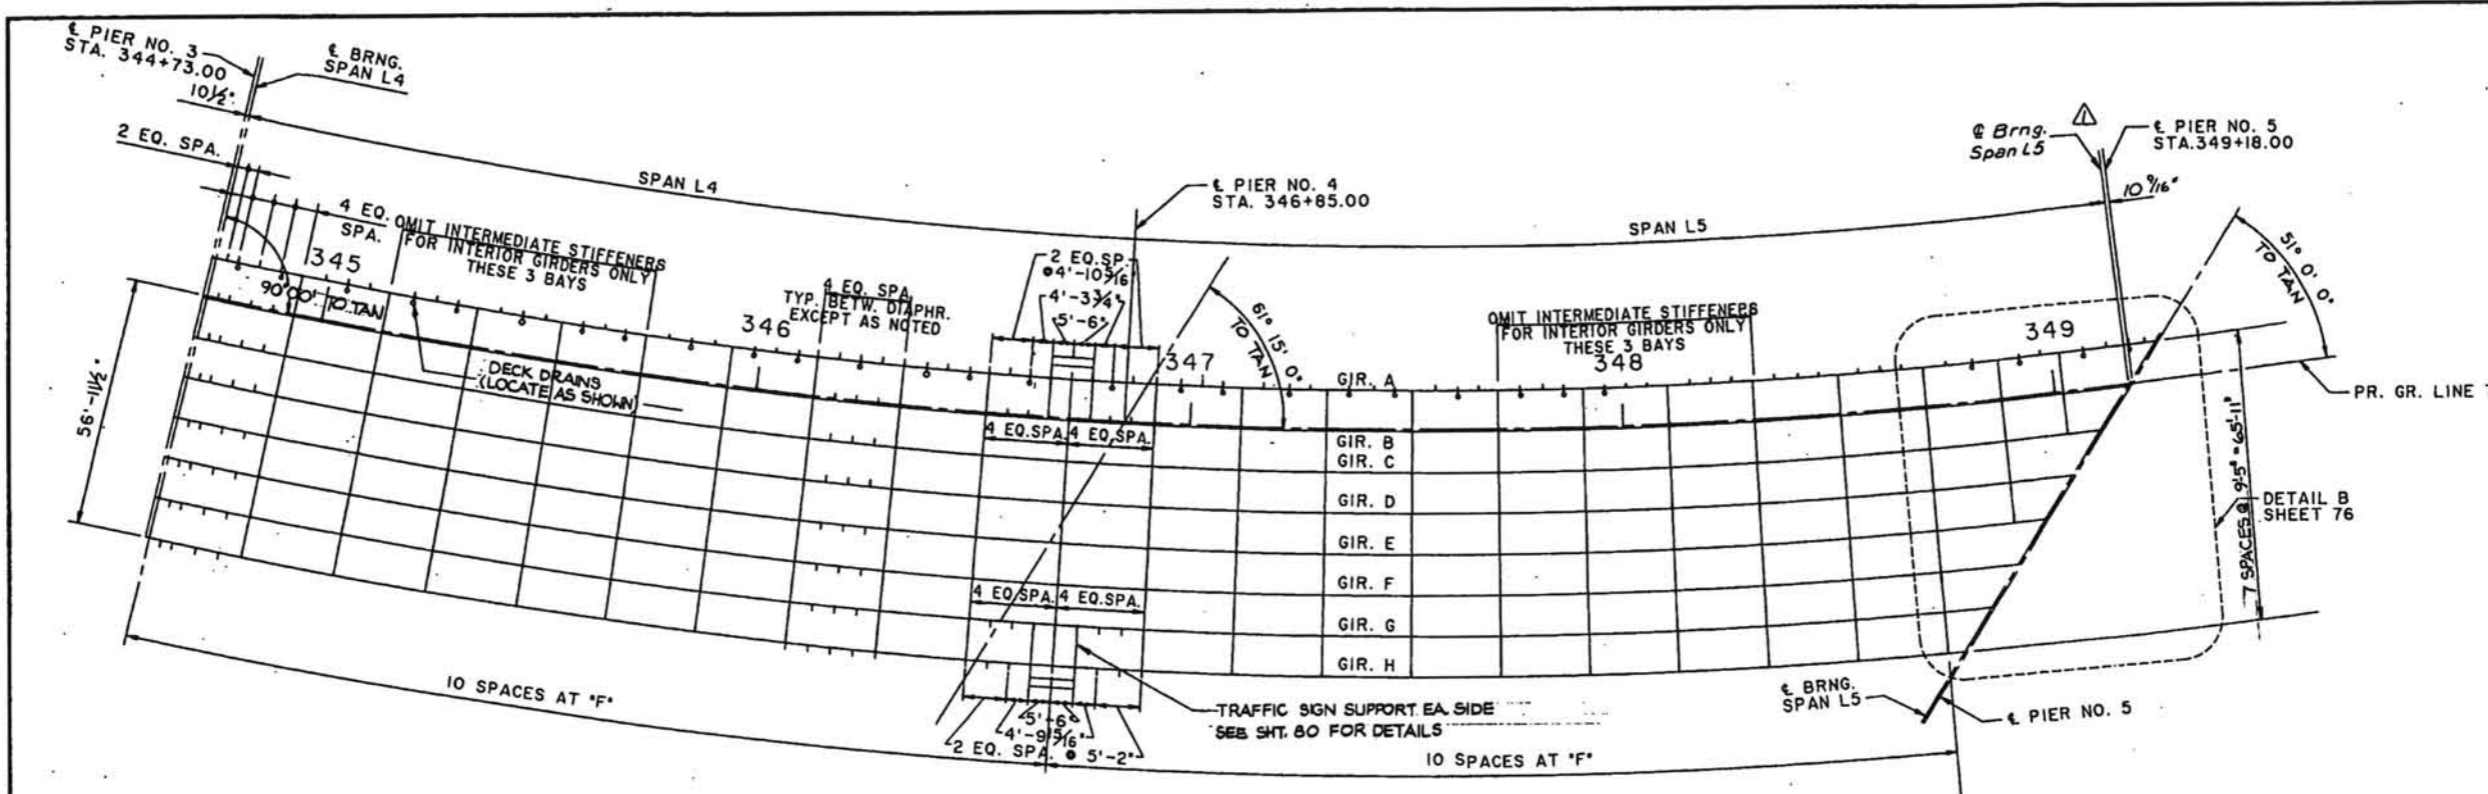 ℄ PIER NO. 3
STA. 344+73.00
℄ BRNG.
SPAN L4
10½"
2 EQ. SPA.
4 EQ.
SPA.
SPAN L4
OMIT INTERMEDIATE STIFFENERS
FOR INTERIOR GIRDERS ONLY
THESE 3 BAYS
345
90°00' TO TAN
56'-11½"
DECK DRAINS
(LOCATE AS SHOWN)
346
4 EQ. SPA.
TYP. BETW. DIAPHR.
EXCEPT AS NOTED
℄ PIER NO. 4
STA. 346+85.00
2 EQ.SP.
@4'-10 5/16
4'-3¾"
5'-6"
347
61° 15' 0"
TO TAN
4 EQ.SPA.
4 EQ.SPA.
SPAN L5
OMIT INTERMEDIATE STIFFENERS
FOR INTERIOR GIRDERS ONLY
THESE 3 BAYS
348
GIR. A
GIR. B
GIR. C
GIR. D
GIR. E
GIR. F
GIR. G
GIR. H
℄ Brng.
Span L5
1
℄ PIER NO. 5
STA.349+18.00
10 9/16"
51° 0' 0"
TO TAN
349
PR. GR. LINE
7 SPACES @ 9'-5" = 65'-11"
DETAIL B
SHEET 76
4 EQ.SPA.
4 EQ.SPA.
5'-6"
4'-9 15/16"
2 EQ. SPA. @ 5'-2"
TRAFFIC SIGN SUPPORT EA. SIDE
SEE SHT. 80 FOR DETAILS
℄ BRNG.
SPAN L5
℄ PIER NO. 5
10 SPACES AT "F"
10 SPACES AT "F"